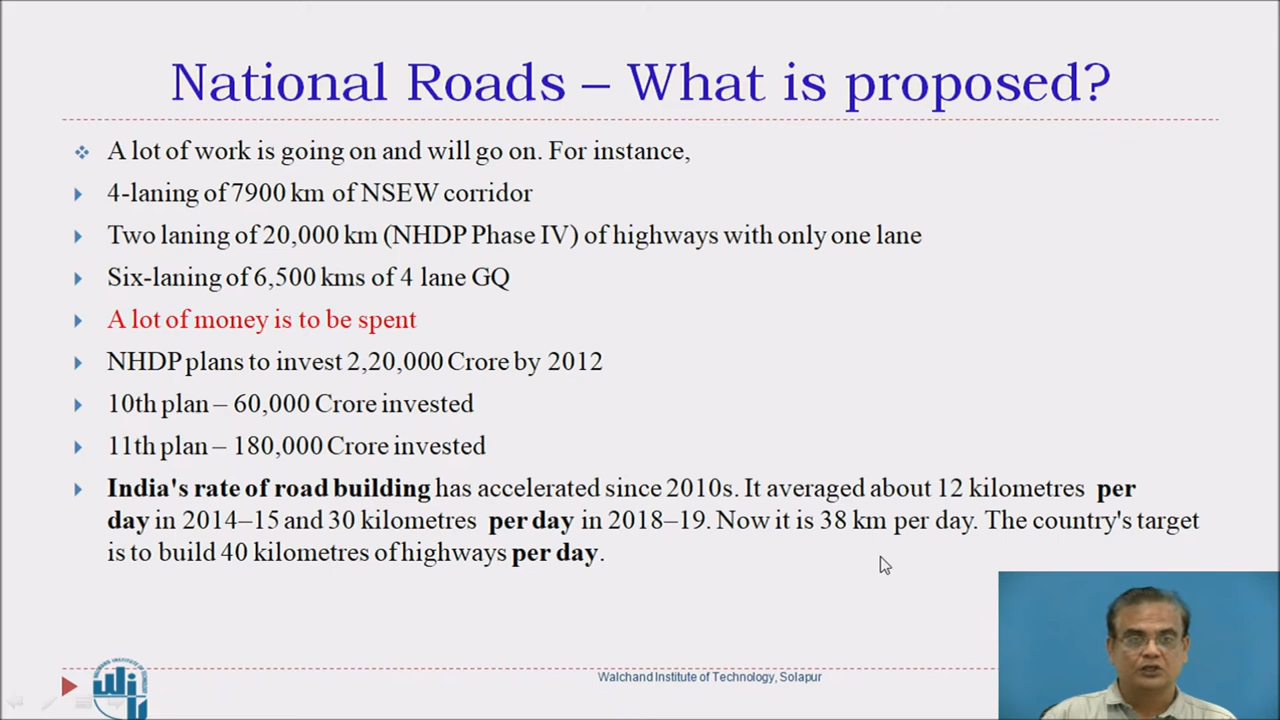 National Roads – What is proposed?
A lot of work is going on and will go on. For instance,
4-laning of 7900 km of NSEW corridor
Two laning of 20,000 km (NHDP Phase IV) of highways with only one lane
Six-laning of 6,500 kms of 4 lane GQ
A lot of money is to be spent
NHDP plans to invest 2,20,000 Crore by 2012
10th plan – 60,000 Crore invested
11th plan – 180,000 Crore invested
India's rate of road building has accelerated since 2010s. It averaged about 12 kilometres per
day in 2014–15 and 30 kilometres per day in 2018–19. Now it is 38 km per day. The country's target
is to build 40 kilometres of highways per day.
Walchand Institute of Technology, Solapur